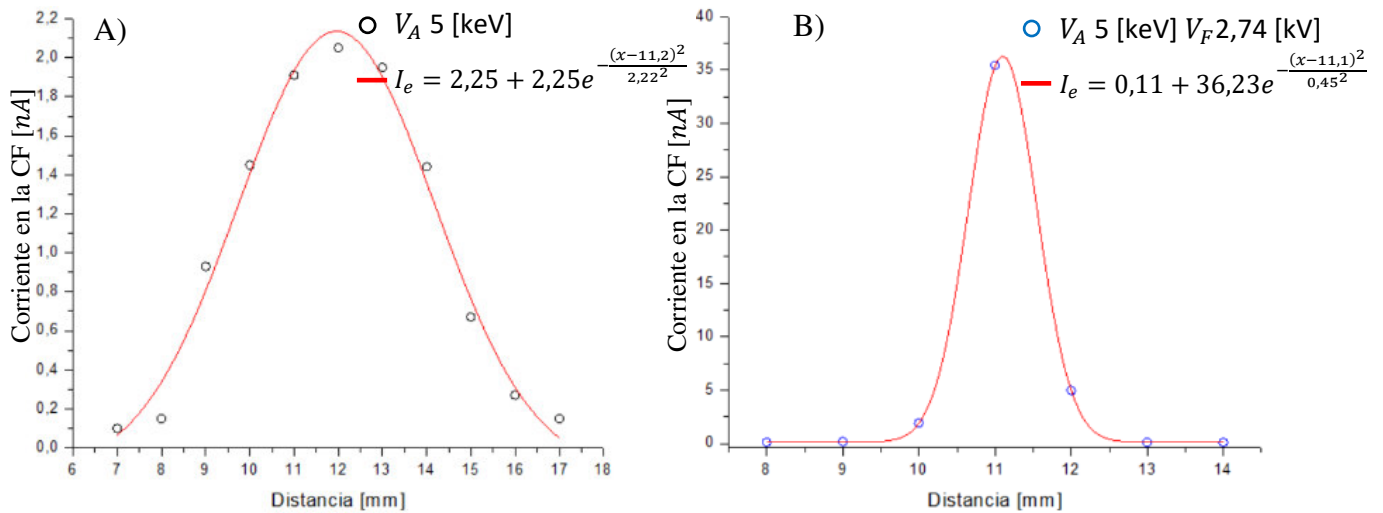 A)
V_A 5 [keV]
I_e = 2,25 + 2,25e^{-\frac{(x-11,2)^2}{2,22^2}}
Corriente en la CF [nA]
2,2
2,0
1,8
1,6
1,4
1,2
1,0
0,8
0,6
0,4
0,2
0,0
6 7 8 9 10 11 12 13 14 15 16 17 18
Distancia [mm]
B)
V_A 5 [keV] V_F 2,74 [kV]
I_e = 0,11 + 36,23e^{-\frac{(x-11,1)^2}{0,45^2}}
Corriente en la CF [nA]
40
35
30
25
20
15
10
5
0
8 9 10 11 12 13 14
Distancia [mm]